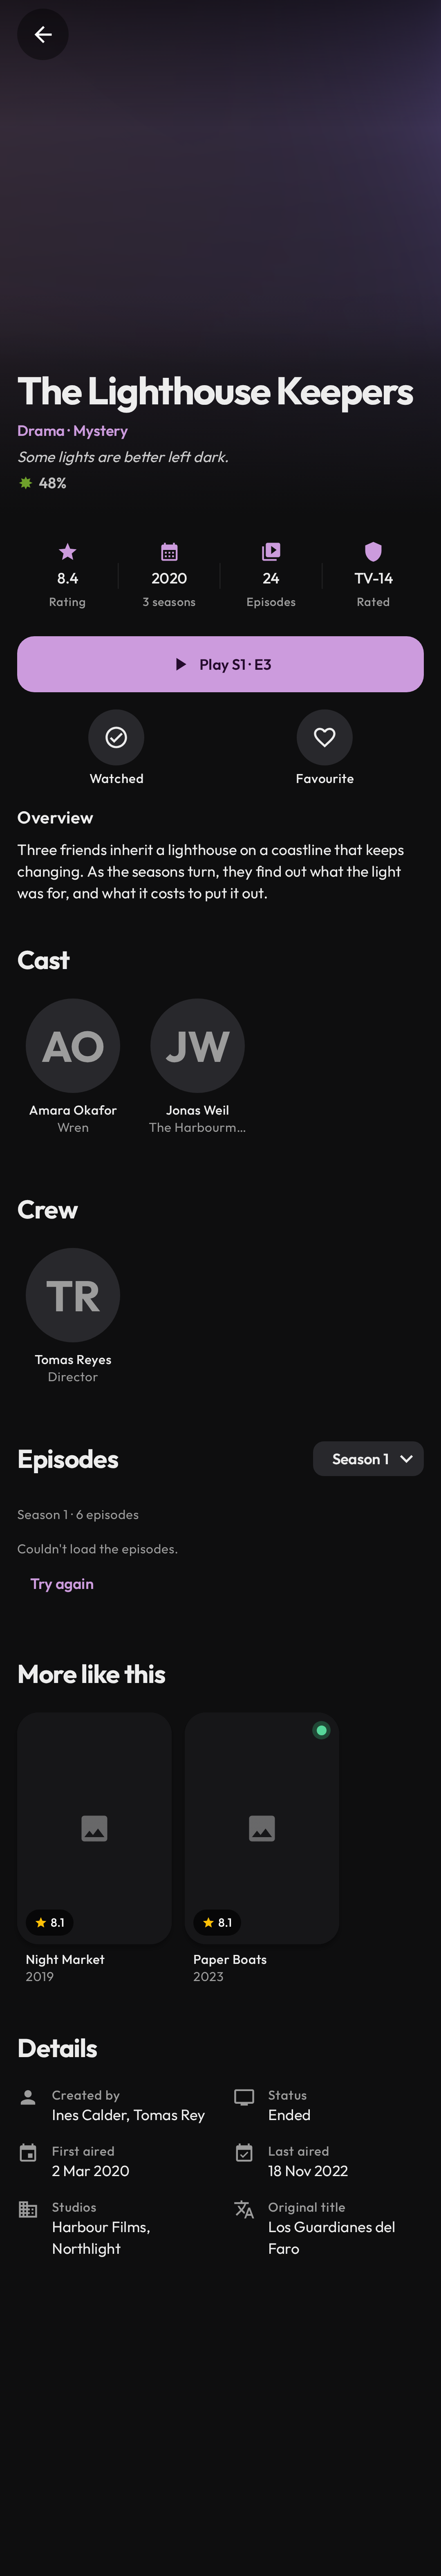 The Lighthouse Keepers
Drama · Mystery
Some lights are better left dark.
48%
8.4
Rating
2020
3 seasons
24
Episodes
TV-14
Rated
Play S1 · E3
Watched
Favourite
Overview
Three friends inherit a lighthouse on a coastline that keeps
changing. As the seasons turn, they find out what the light
was for, and what it costs to put it out.
Cast
AO
Amara Okafor
Wren
JW
Jonas Weil
The Harbourm...
Crew
TR
Tomas Reyes
Director
Episodes
Season 1
Season 1 · 6 episodes
Couldn't load the episodes.
Try again
More like this
8.1
Night Market
2019
8.1
Paper Boats
2023
Details
Created by
Ines Calder, Tomas Rey
Status
Ended
First aired
2 Mar 2020
Last aired
18 Nov 2022
Studios
Harbour Films,
Northlight
Original title
Los Guardianes del
Faro